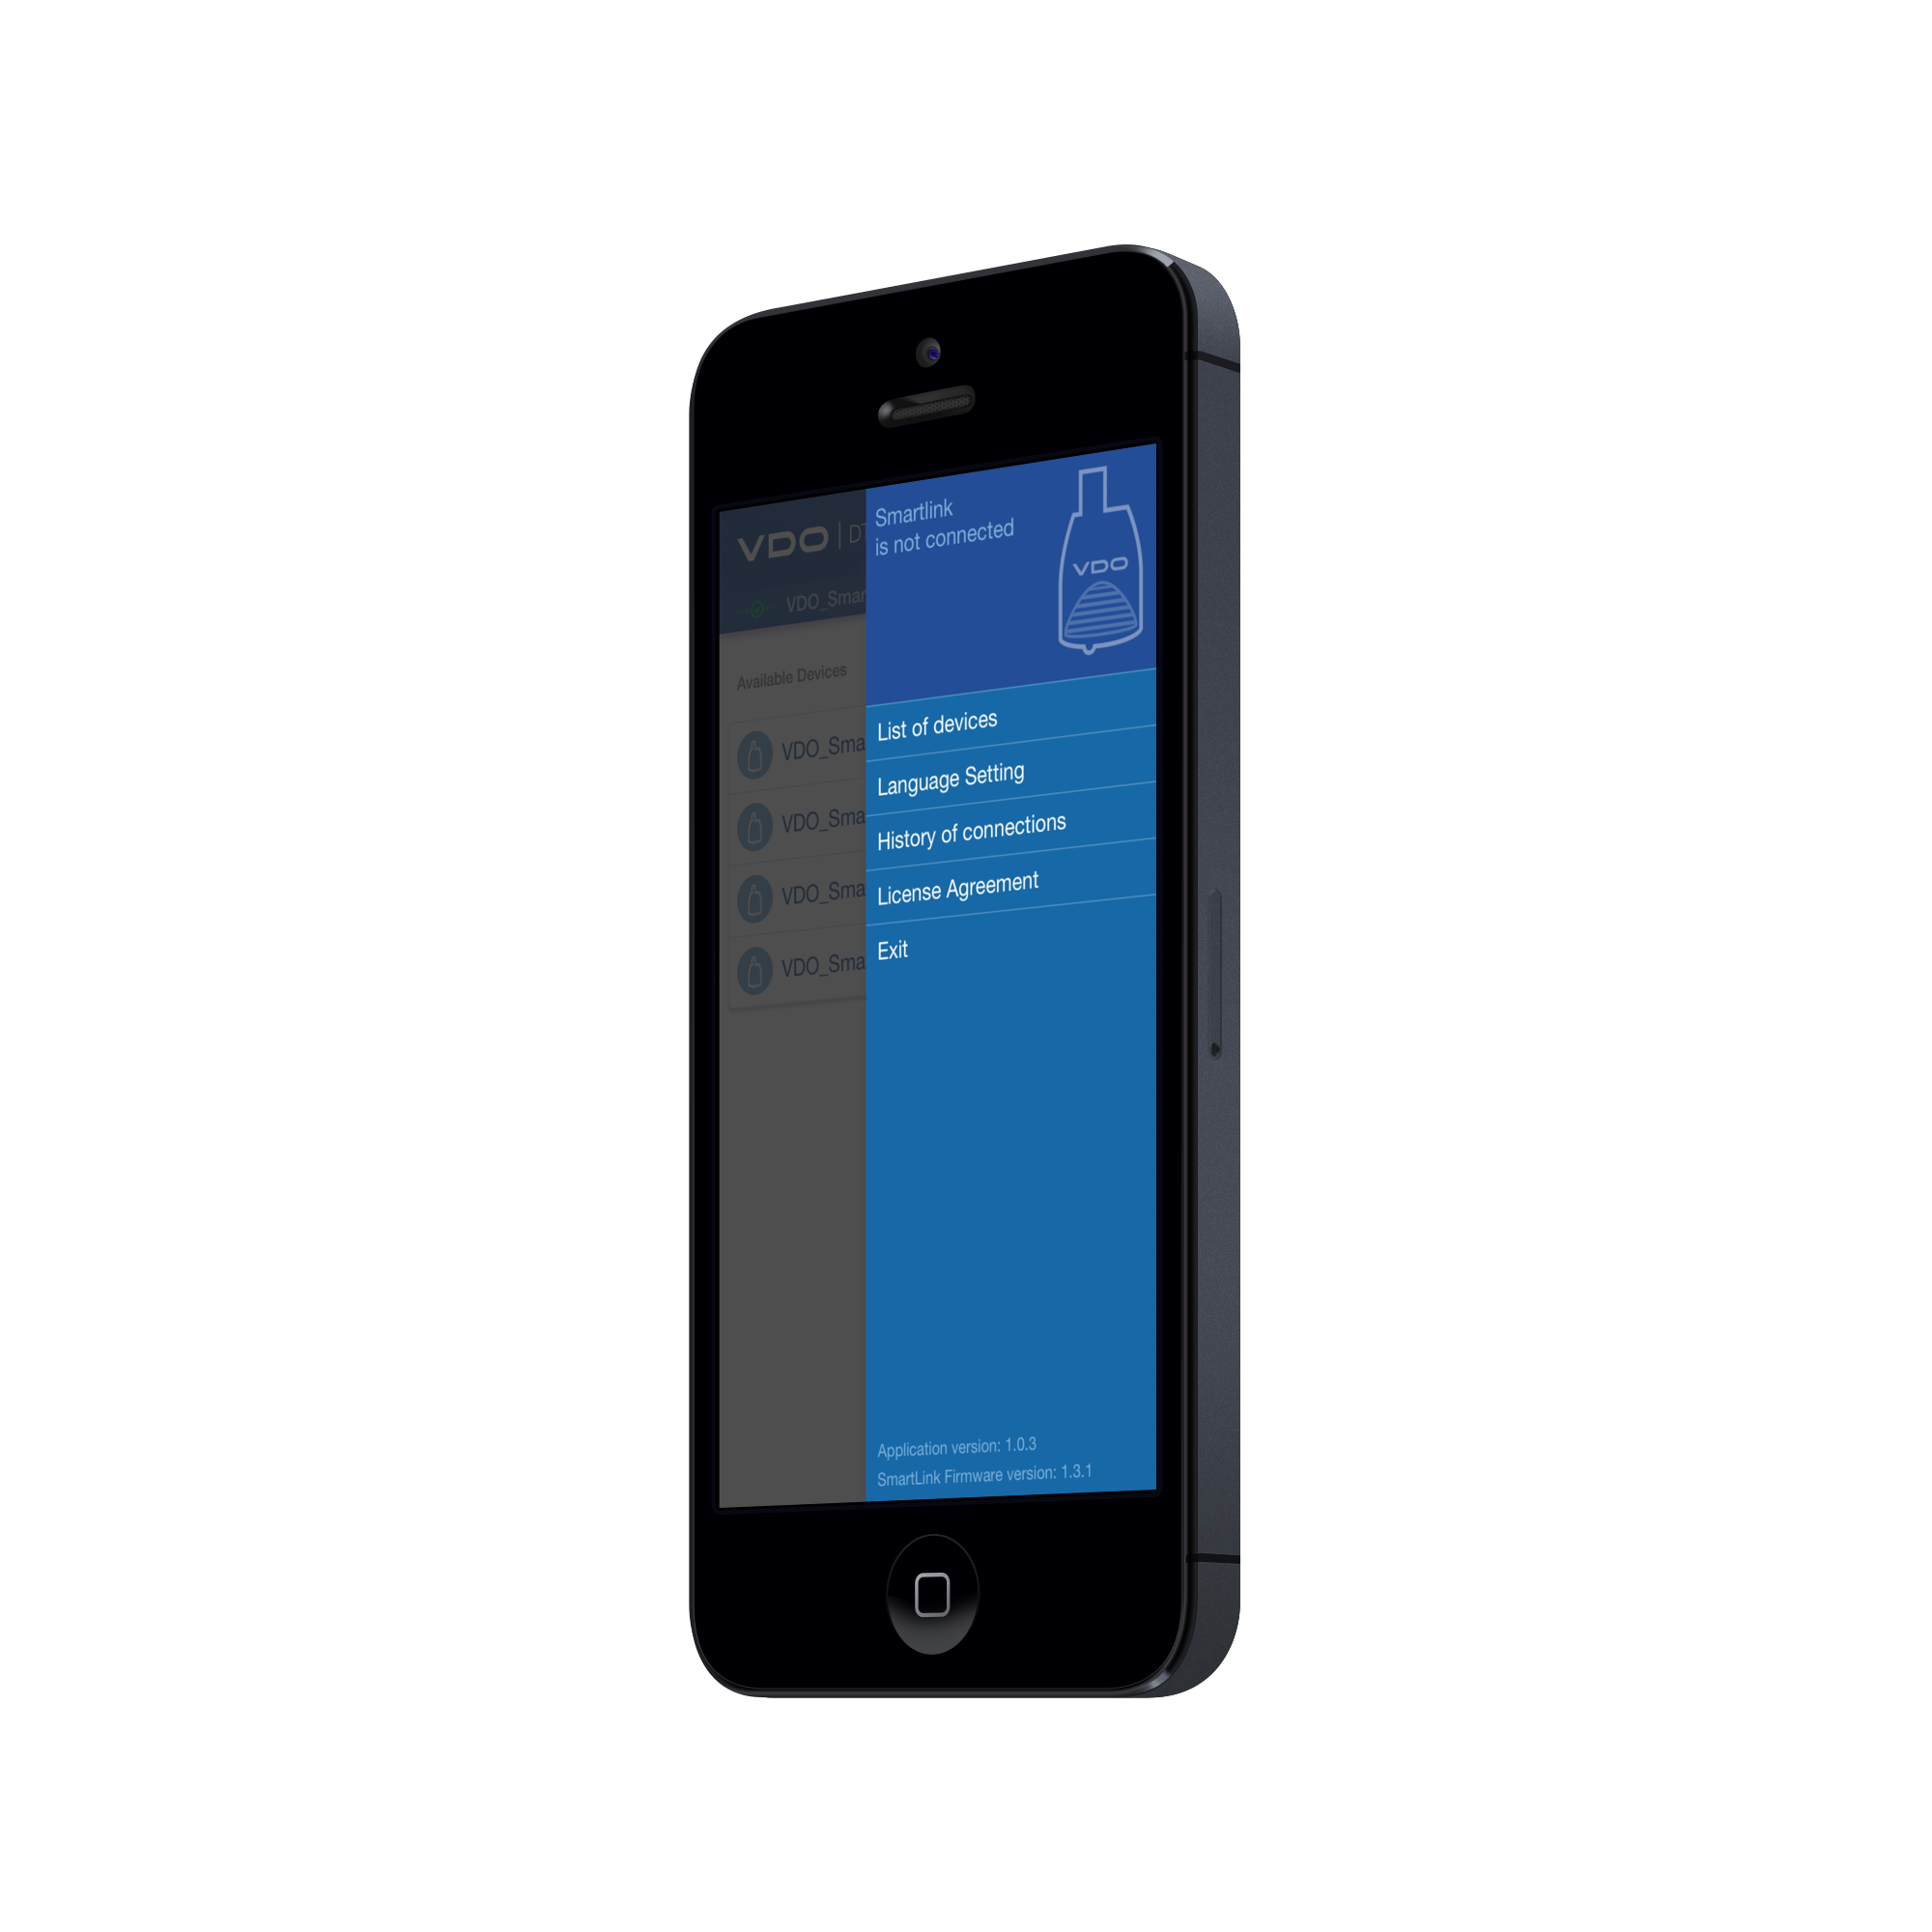 VDO
VDO_Smar
Available Devices
VDO_Sma
VDO_Sma
VDO_Sma
VDO_Sma
Smartlink
is not connected
VDO
List of devices
Language Setting
History of connections
License Agreement
Exit
Application version: 1.0.3
SmartLink Firmware version: 1.3.1